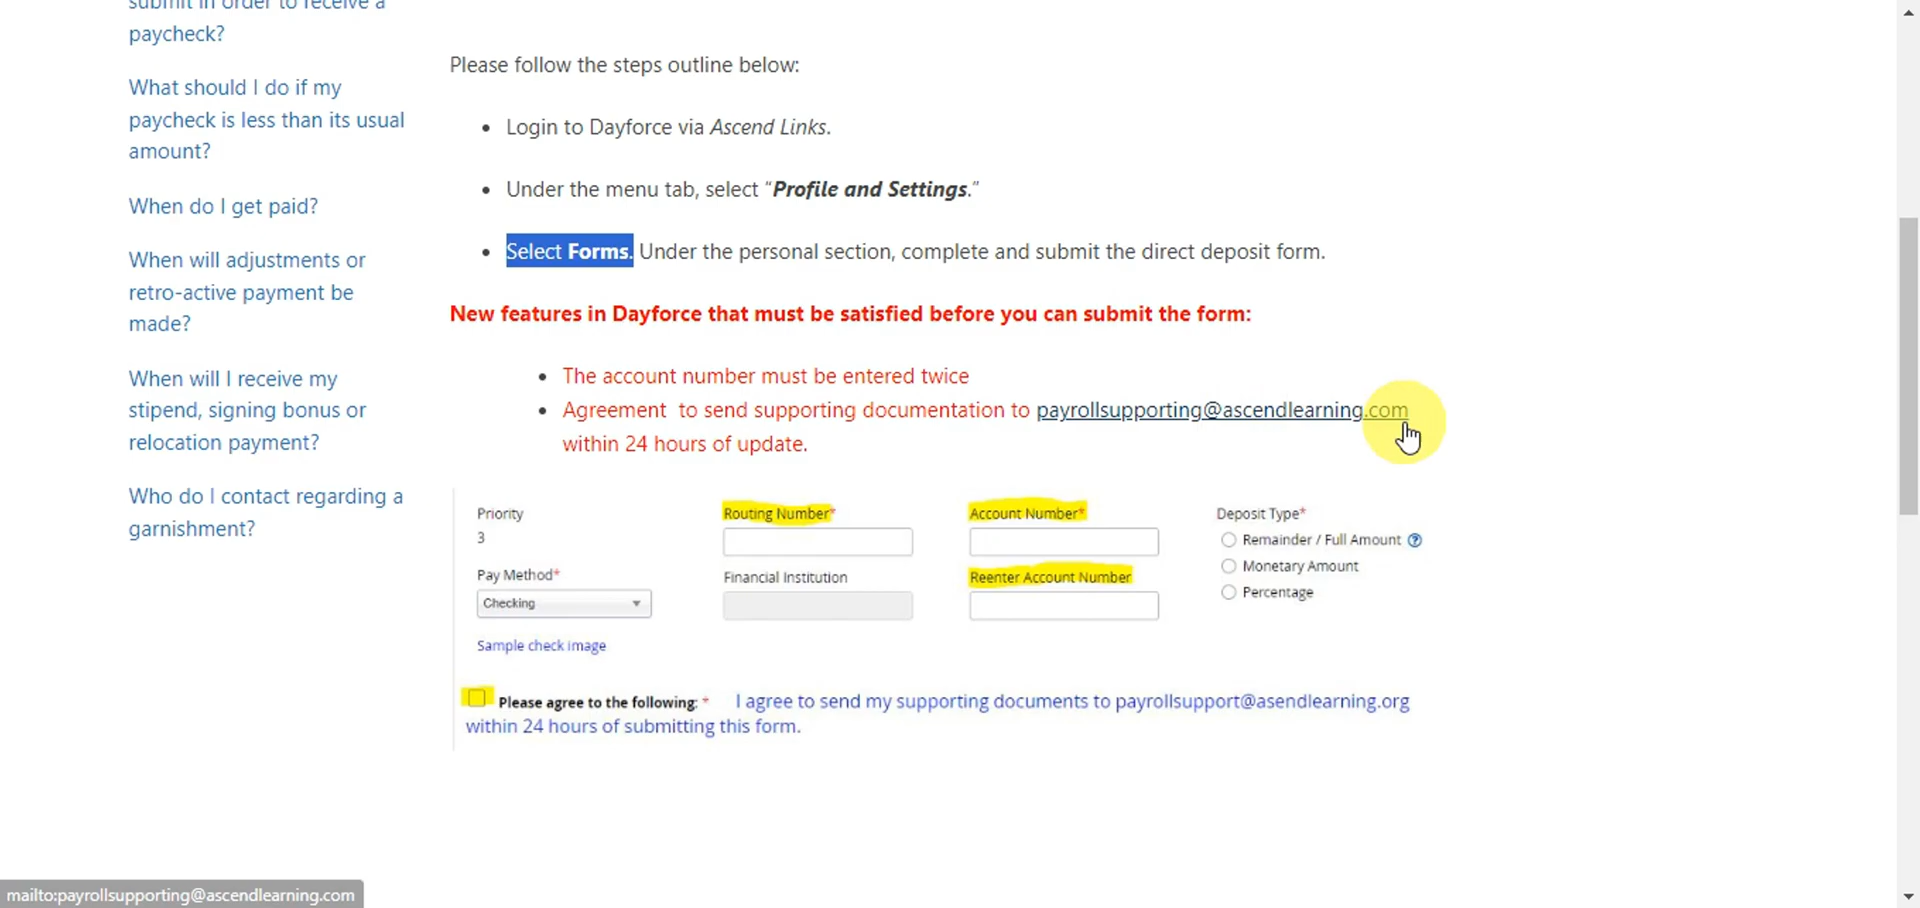 submit in order to receive a
paycheck?
What should I do if my
paycheck is less than its usual
amount?
When do I get paid?
When will adjustments or
retro-active payment be
made?
When will I receive my
stipend, signing bonus or
relocation payment?
Who do I contact regarding a
garnishment?
Please follow the steps outline below:
• Login to Dayforce via Ascend Links.
• Under the menu tab, select “Profile and Settings.”
• Select Forms. Under the personal section, complete and submit the direct deposit form.
New features in Dayforce that must be satisfied before you can submit the form:
• The account number must be entered twice
• Agreement to send supporting documentation to payrollsupporting@ascendlearning.com
within 24 hours of update.
Priority
3
Pay Method*
Checking
Sample check image
Routing Number*
Financial Institution
Account Number*
Reenter Account Number
Deposit Type*
Remainder / Full Amount ?
Monetary Amount
Percentage
Please agree to the following: * I agree to send my supporting documents to payrollsupport@asendlearning.org
within 24 hours of submitting this form.
mailto:payrollsupporting@ascendlearning.com